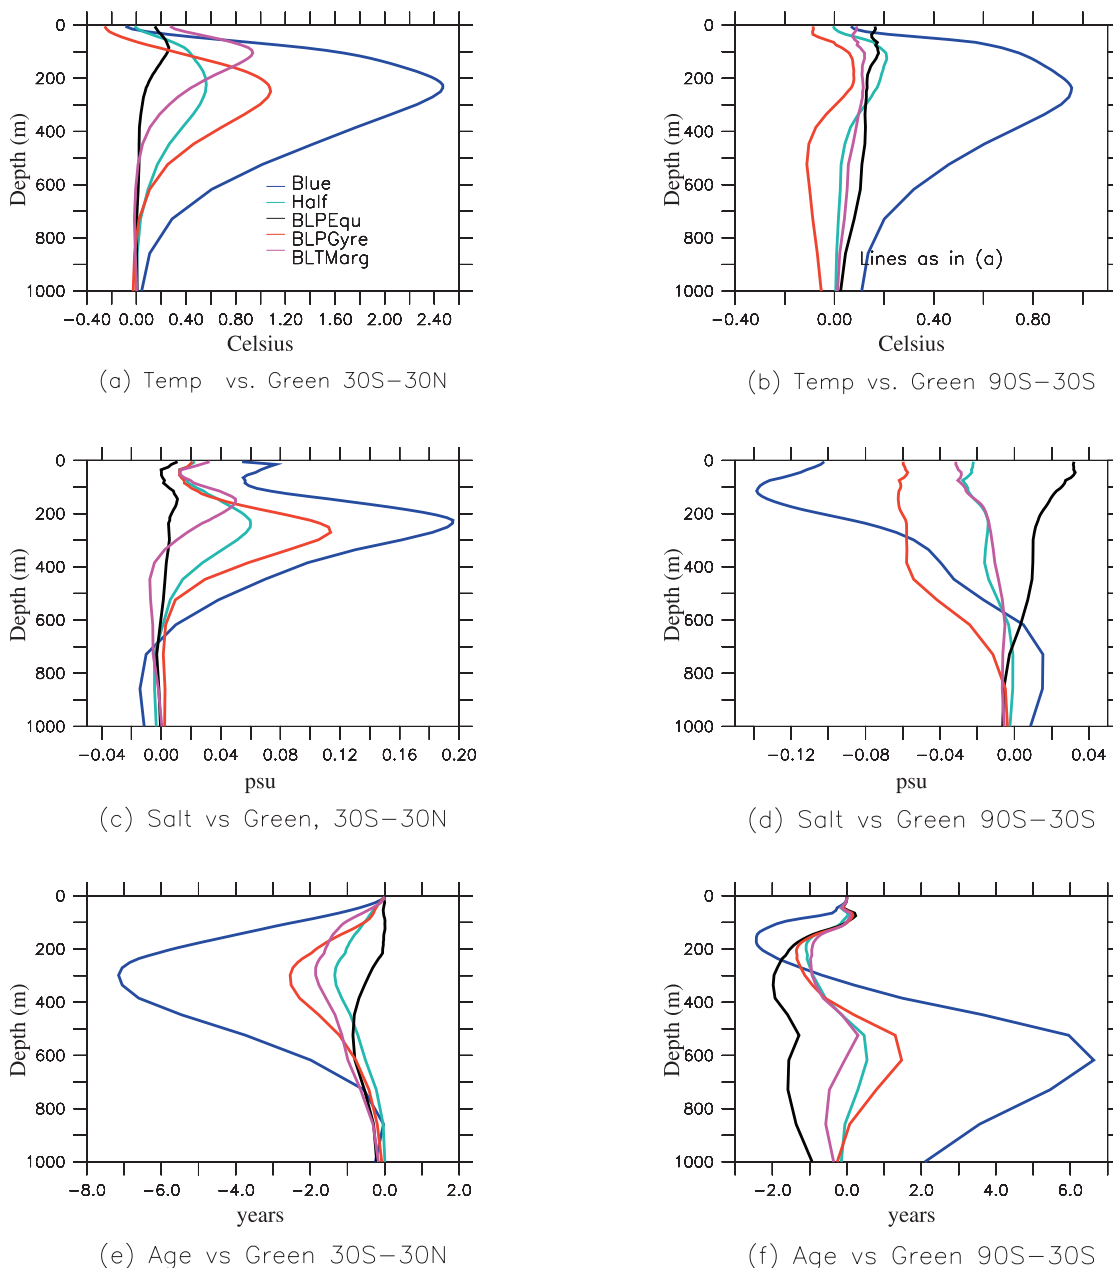 0
200
400
600
800
1000
Depth (m)
Blue
Half
BLPEqu
BLPGyre
BLTMarg
−0.40 0.00 0.40 0.80 1.20 1.60 2.00 2.40
Celsius
(a) Temp vs. Green 30S−30N
0
200
400
600
800
1000
Depth (m)
Lines as in (a)
−0.40 0.00 0.40 0.80
Celsius
(b) Temp vs. Green 90S−30S
0
200
400
600
800
1000
Depth (m)
−0.04 0.00 0.04 0.08 0.12 0.16 0.20
psu
(c) Salt vs Green, 30S−30N
0
200
400
600
800
1000
Depth (m)
−0.12 −0.08 −0.04 0.00 0.04
psu
(d) Salt vs Green 90S−30S
0
200
400
600
800
1000
Depth (m)
−8.0 −6.0 −4.0 −2.0 0.0 2.0
years
(e) Age vs Green 30S−30N
0
200
400
600
800
1000
Depth (m)
−2.0 0.0 2.0 4.0 6.0
years
(f) Age vs Green 90S−30S